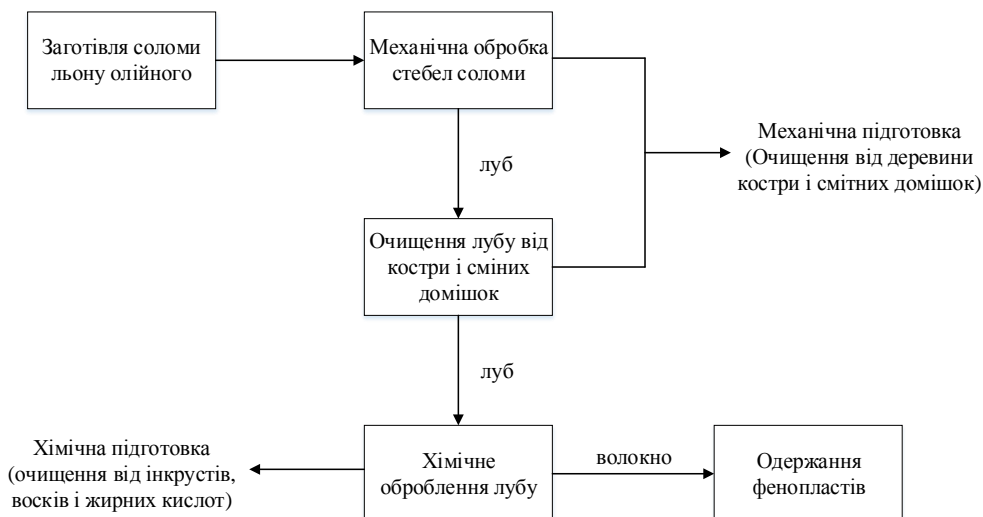 Заготівля соломи
льону олійного
Механічна обробка
стебел соломи
Механічна підготовка
(Очищення від деревини
костри і смітних домішок)
луб
Очищення лубу від
костри і сміних
домішок
луб
Хімічна підготовка
(очищення від інкрустів,
восків і жирних кислот)
Хімічне
оброблення лубу
волокно
Одержання
фенопластів